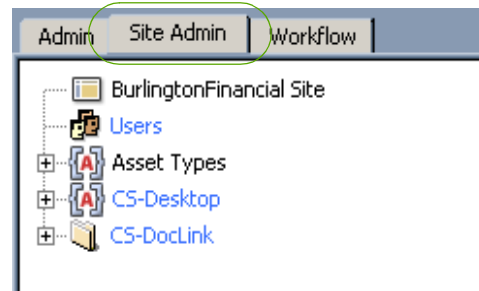 Admin Site Admin Workflow
BurlingtonFinancial Site
Users
Asset Types
CS-Desktop
CS-DocLink